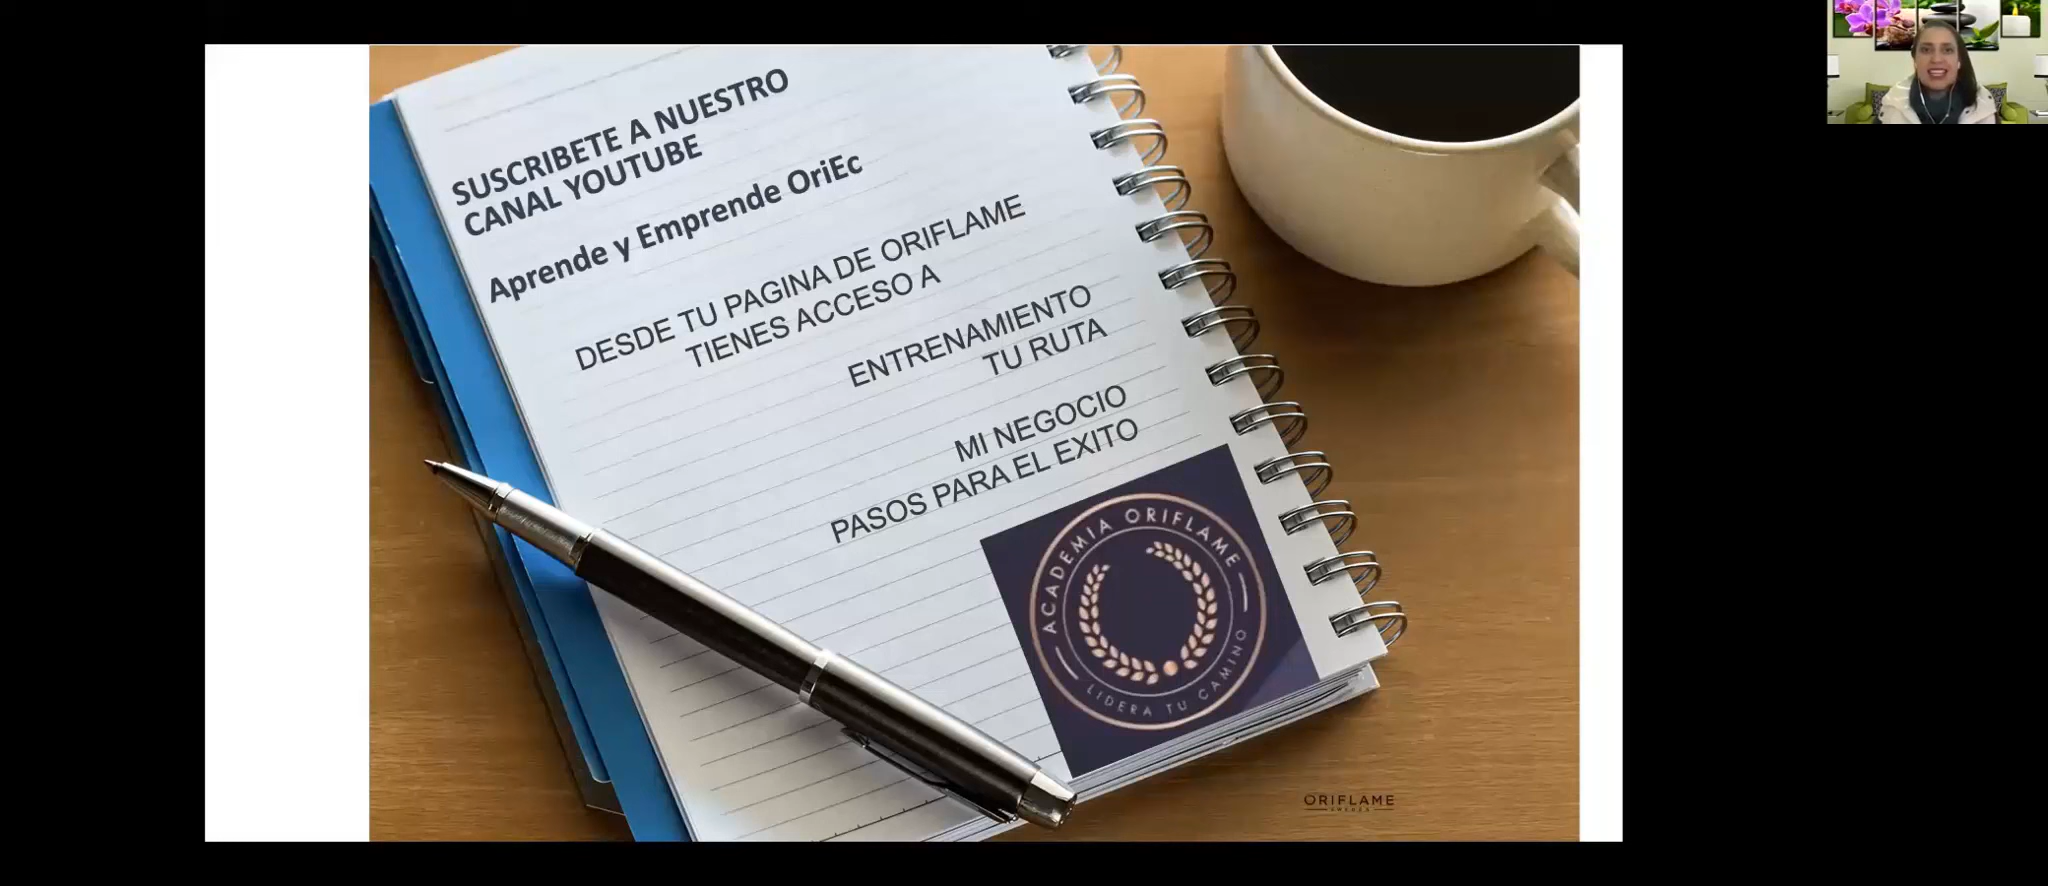 SUSCRIBETE A NUESTRO
CANAL YOUTUBE
Aprende y Emprende OriEc
DESDE TU PAGINA DE ORIFLAME
TIENES ACCESO A
ENTRENAMIENTO
TU RUTA
MI NEGOCIO
PASOS PARA EL EXITO
ACADEMIA ORIFLAME
LIDERA TU CAMINO
ORIFLAME
SWEDEN